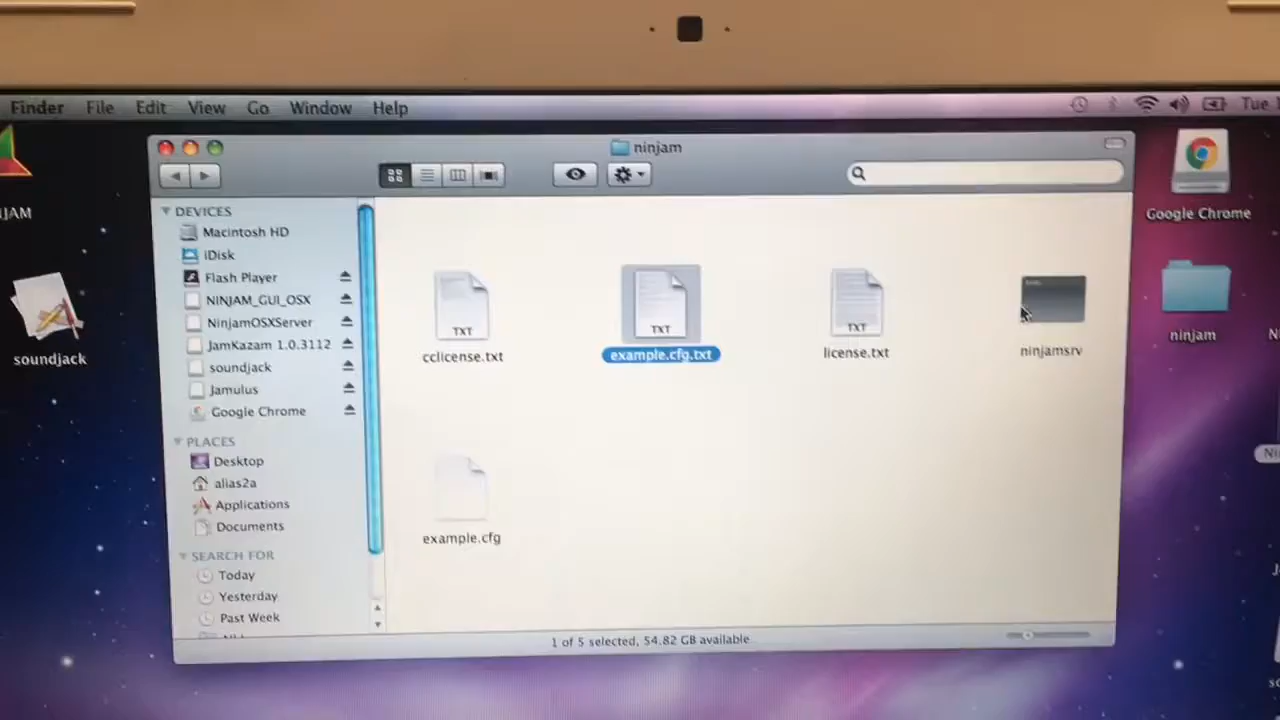 Finder File Edit View Go Window Help Tue
ninjam
JAM
soundjack
DEVICES
Macintosh HD
iDisk
Flash Player
NINJAM_GUI_OSX
NinjamOSXServer
JamKazam 1.0.3112
soundjack
Jamulus
Google Chrome
PLACES
Desktop
alias2a
Applications
Documents
SEARCH FOR
Today
Yesterday
Past Week
TXT
cclicense.txt
TXT
example.cfg.txt
TXT
license.txt
ninjamsrv
example.cfg
1 of 5 selected, 54.82 GB available
Google Chrome
ninjam